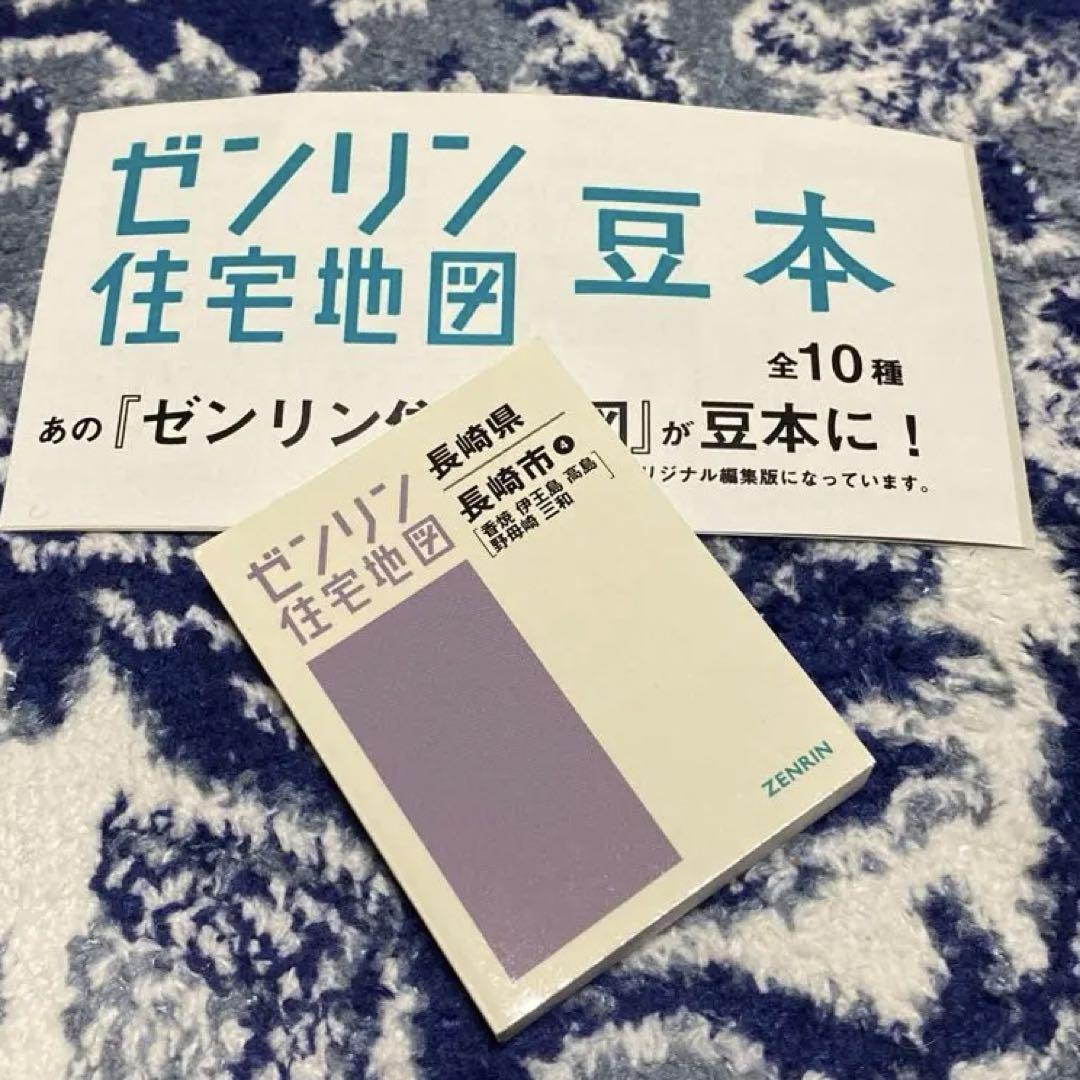 ゼンリン
住宅地図
豆本
全10種
あの『ゼンリン住 図』が豆本に!
リジナル編集版になっています。
長崎県
長崎市❹
[香焼 伊王島 高島
野母崎 三和]
ゼンリン
住宅地図
ZENRIN